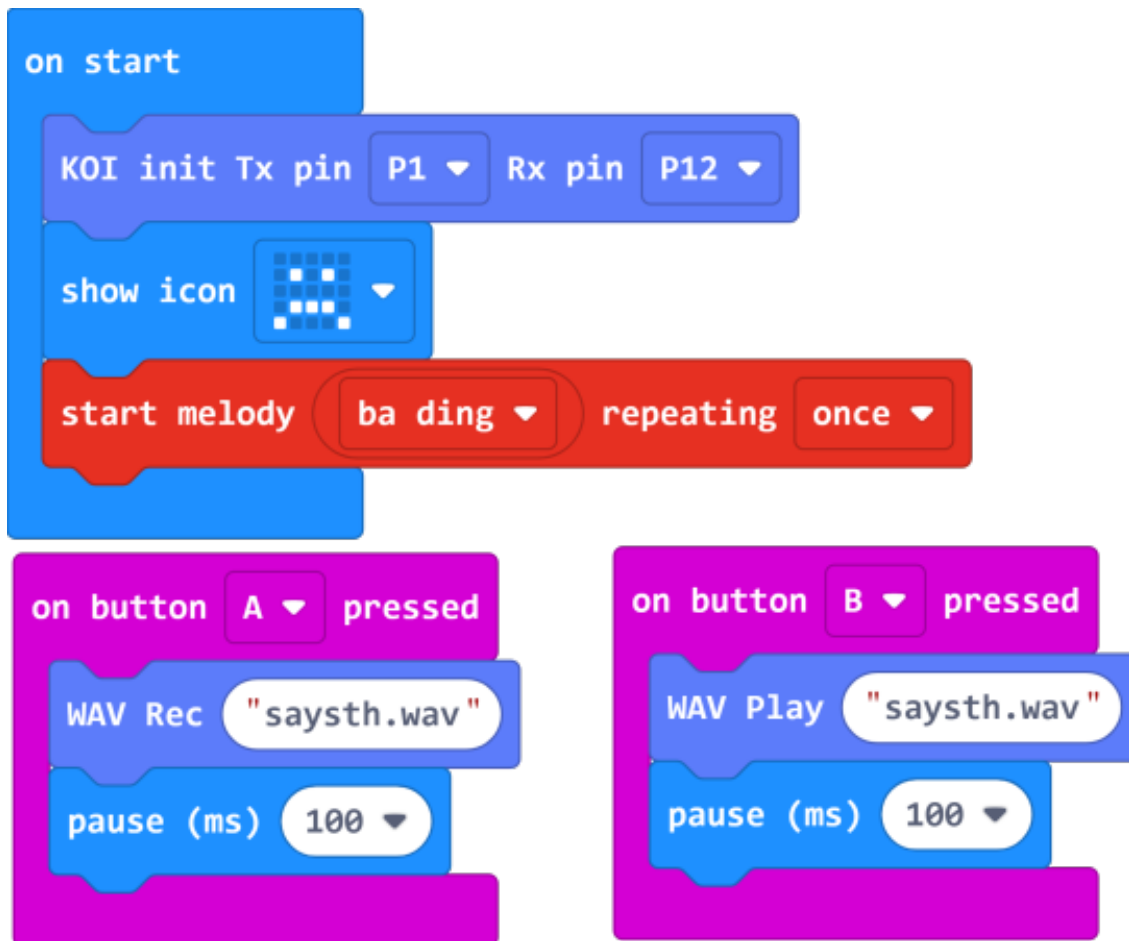 on start
KOI init Tx pin P1 Rx pin P12
show icon
start melody ba ding repeating once
on button A pressed
WAV Rec "saysth.wav"
pause (ms) 100
on button B pressed
WAV Play "saysth.wav"
pause (ms) 100